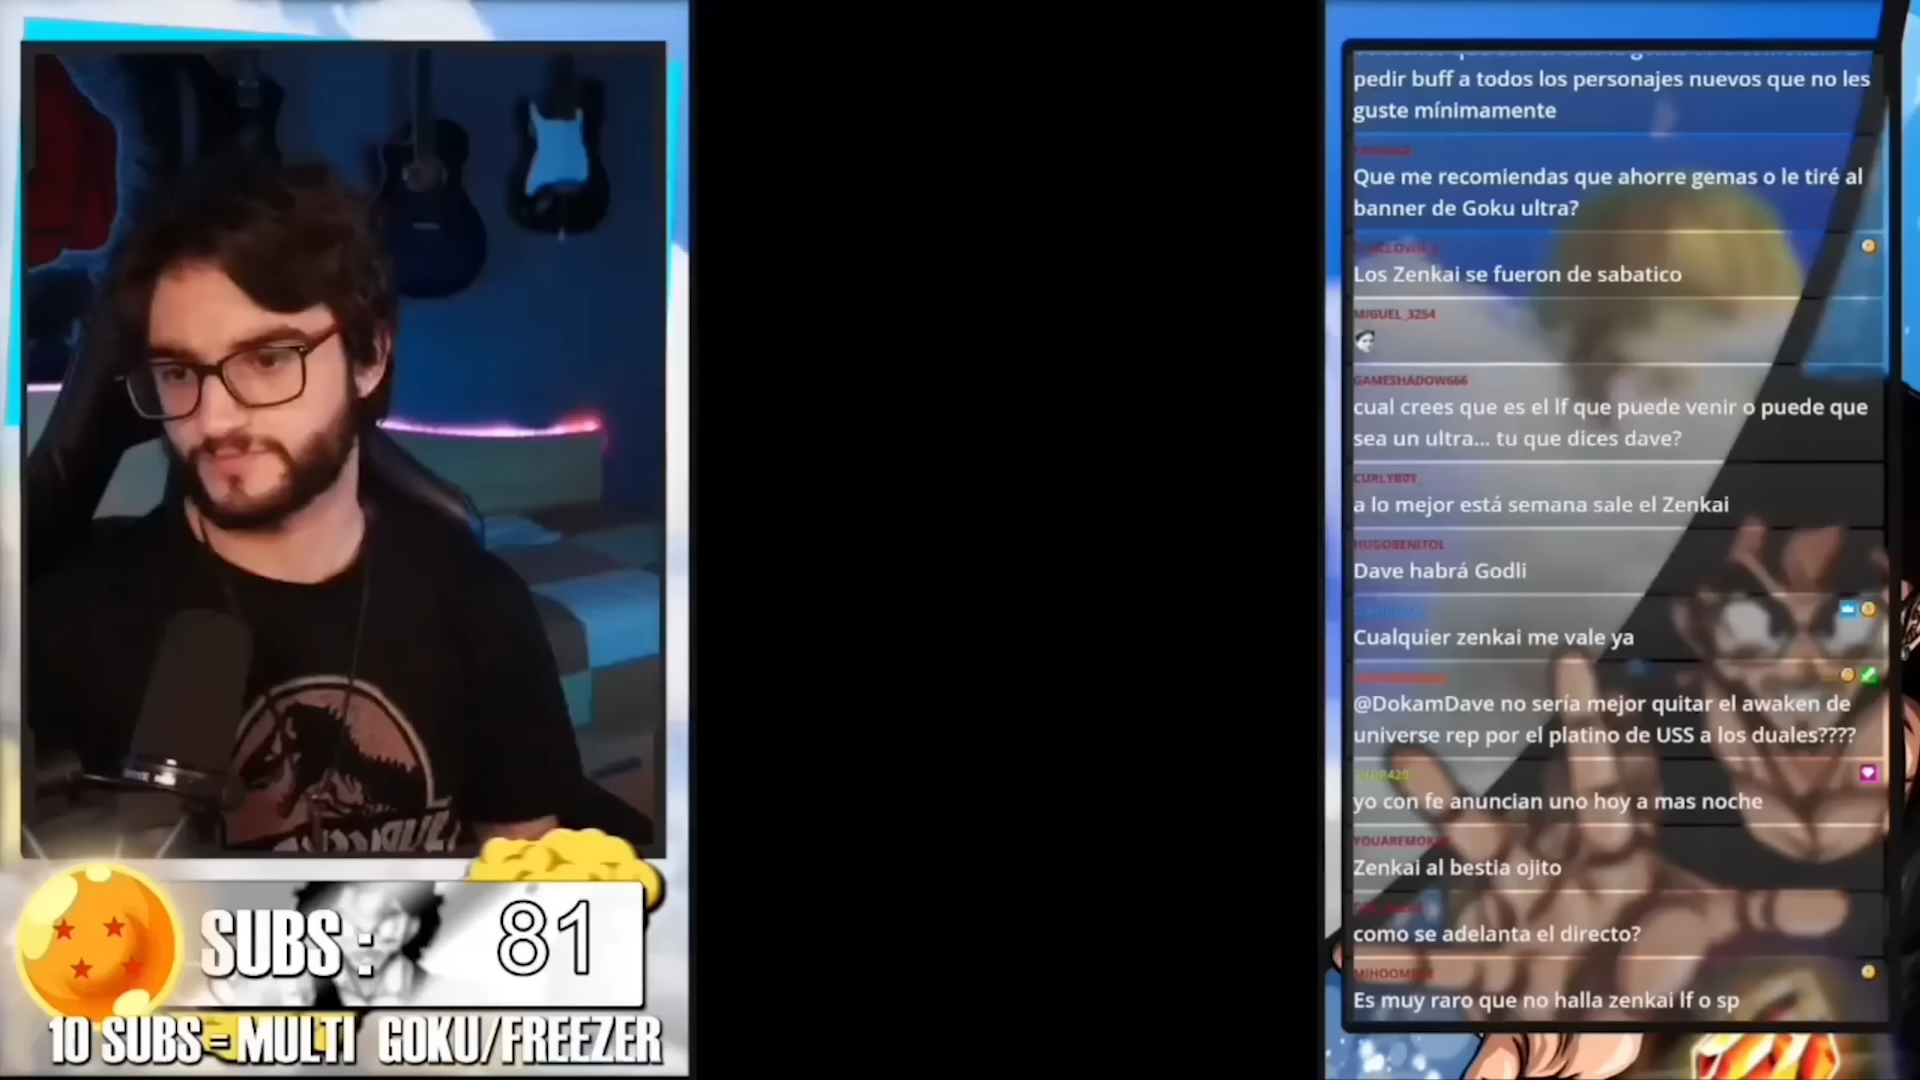 SUBS: 81
10 SUBS = MULTI GOKU/FREEZER
pedir buff a todos los personajes nuevos que no les
guste mínimamente
Que me recomiendas que ahorre gemas o le tiré al
banner de Goku ultra?
Los Zenkai se fueron de sabatico
MIGUEL_3254
GAMESHADOW666
cual crees que es el lf que puede venir o puede que
sea un ultra... tu que dices dave?
CURLYB0Y_
a lo mejor está semana sale el Zenkai
HUGOBENITOL
Dave habrá Godli
Cualquier zenkai me vale ya
@DokamDave no sería mejor quitar el awaken de
universe rep por el platino de USS a los duales????
yo con fe anuncian uno hoy a mas noche
Zenkai al bestia ojito
como se adelanta el directo?
Es muy raro que no halla zenkai lf o sp